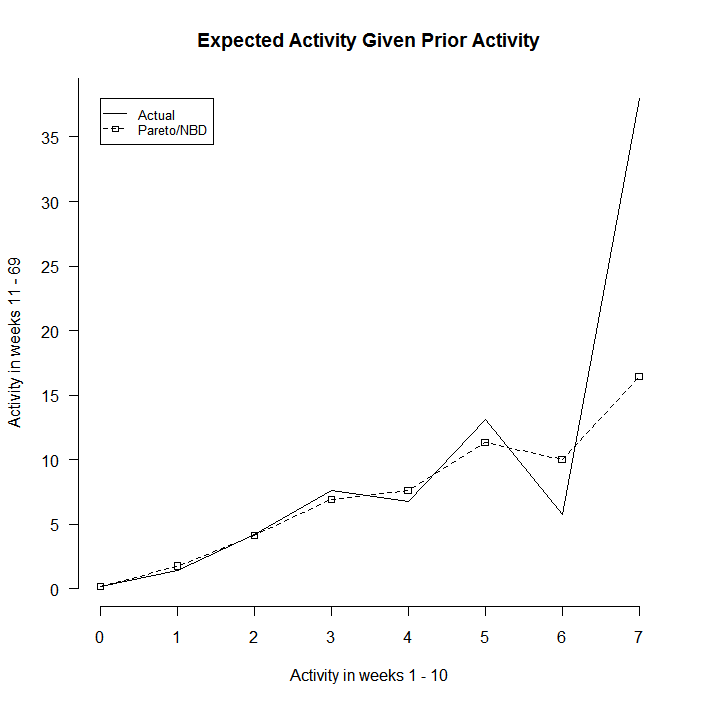 Expected Activity Given Prior Activity
Actual
Pareto/NBD
Activity in weeks 11 - 69
35
30
25
20
15
10
5
0
0 1 2 3 4 5 6 7
Activity in weeks 1 - 10